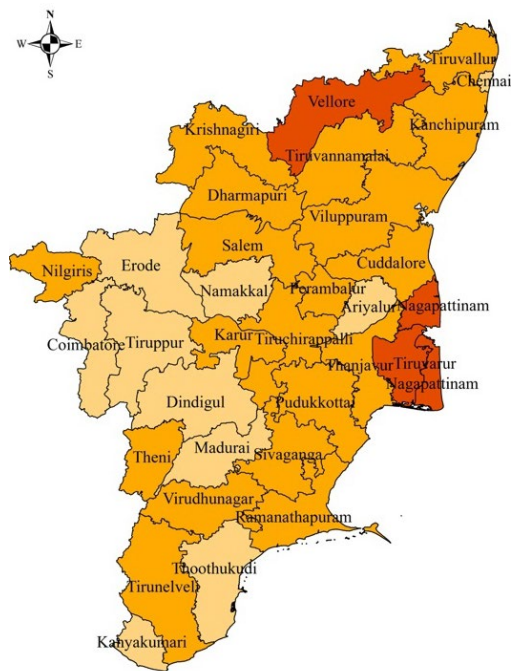 N
W E
S
Tiruvallur
Chennai
Vellore
Kanchipuram
Krishnagiri
Tiruvannamalai
Dharmapuri
Viluppuram
Salem
Cuddalore
Nilgiris
Erode
Namakkal
Perambalur
Ariyalur
Nagapattinam
Coimbatore
Tiruppur
Karur
Tiruchirappalli
Thanjavur
Tiruvarur
Nagapattinam
Dindigul
Pudukkottai
Madurai
Theni
Sivaganga
Virudhunagar
Ramanathapuram
Thoothukudi
Tirunelveli
Kanyakumari